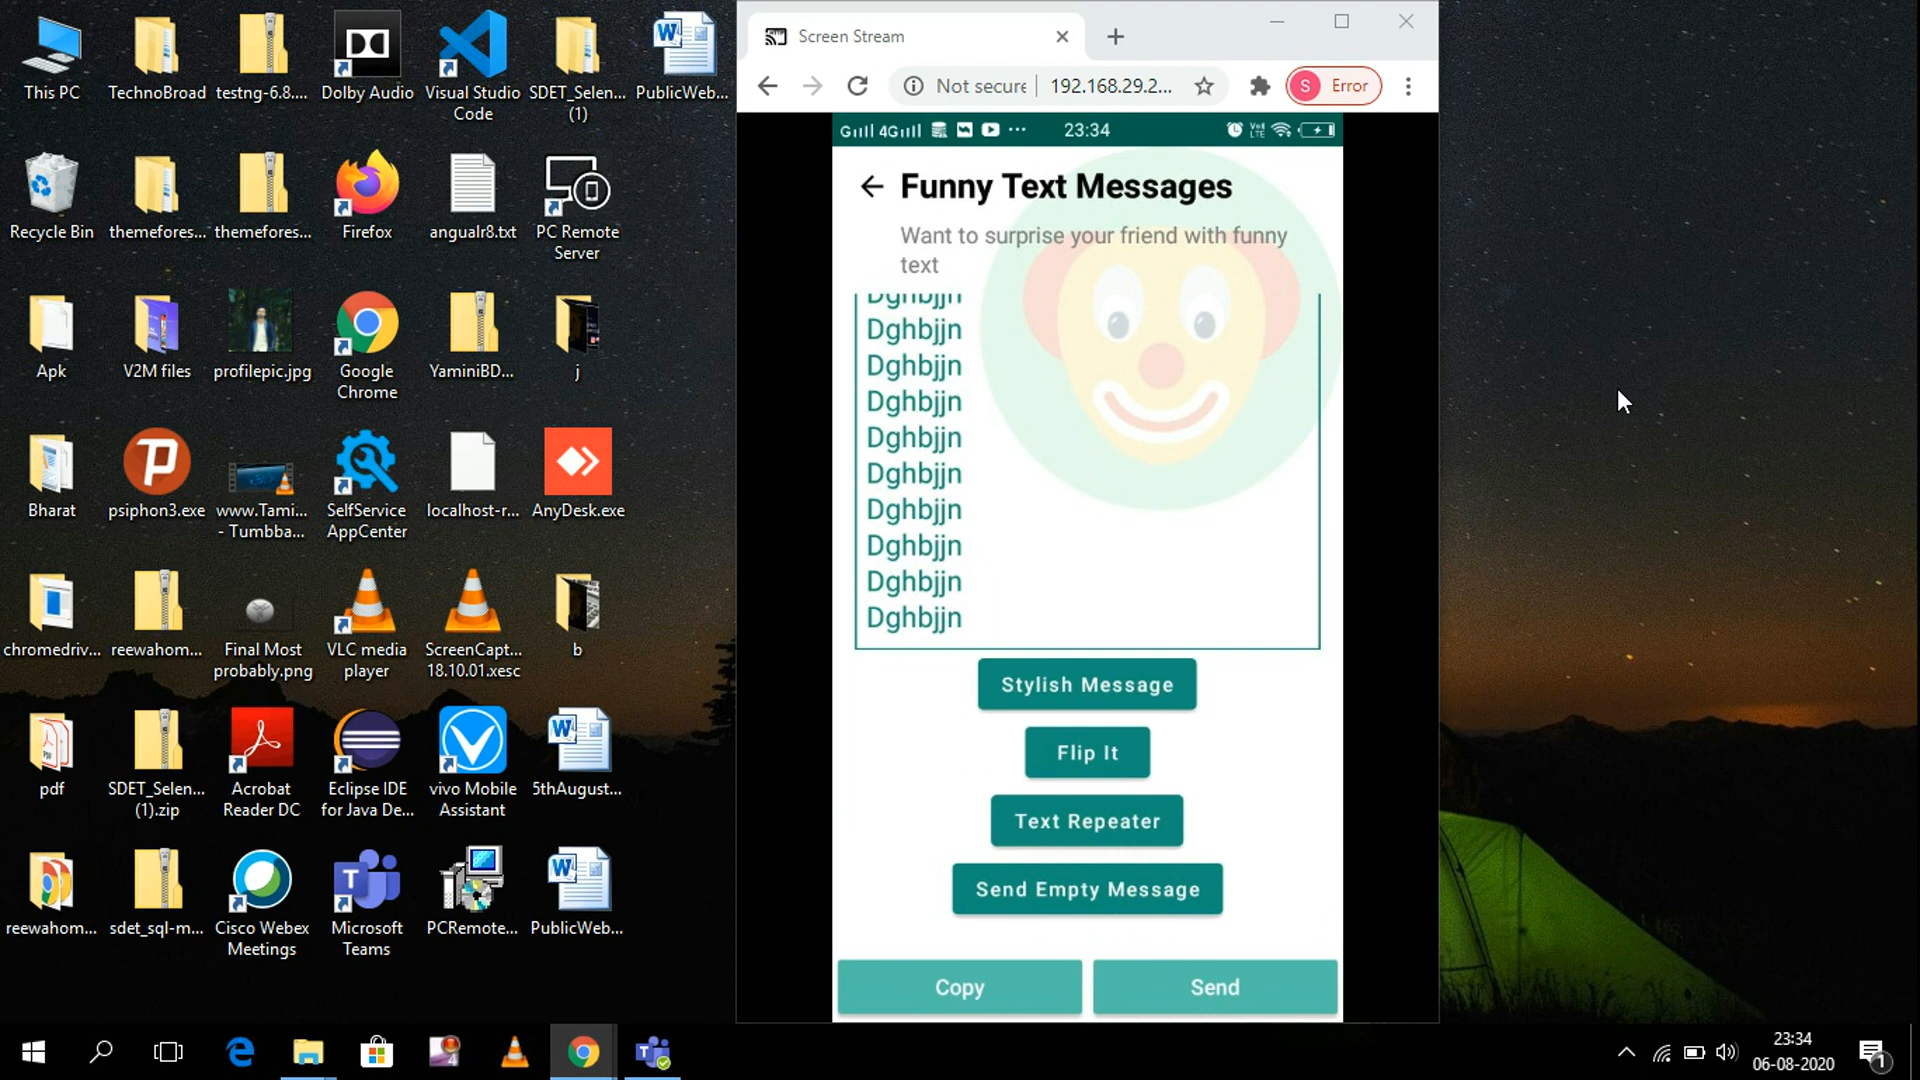 This PC
TechnoBroad
testng-6.8....
Dolby Audio
Visual Studio
Code
SDET_Selen...
(1)
PublicWeb...
Recycle Bin
themefores...
themefores...
Firefox
angualr8.txt
PC Remote
Server
Apk
V2M files
profilepic.jpg
Google
Chrome
YaminiBD...
j
Bharat
psiphon3.exe
www.Tami...
- Tumbba...
SelfService
AppCenter
localhost-r...
AnyDesk.exe
chromedriv...
reewahom...
Final Most
probably.png
VLC media
player
ScreenCapt...
18.10.01.xesc
b
pdf
SDET_Selen...
(1).zip
Acrobat
Reader DC
Eclipse IDE
for Java De...
vivo Mobile
Assistant
5thAugust...
reewahom...
sdet_sql-m...
Cisco Webex
Meetings
Microsoft
Teams
PCRemote...
PublicWeb...
Screen Stream
Not secure
192.168.29.2...
S
Error
4G
23:34
Funny Text Messages
Want to surprise your friend with funny
text
Dghbjjn
Dghbjjn
Dghbjjn
Dghbjjn
Dghbjjn
Dghbjjn
Dghbjjn
Dghbjjn
Dghbjjn
Dghbjjn
Stylish Message
Flip It
Text Repeater
Send Empty Message
Copy
Send
23:34
06-08-2020
1